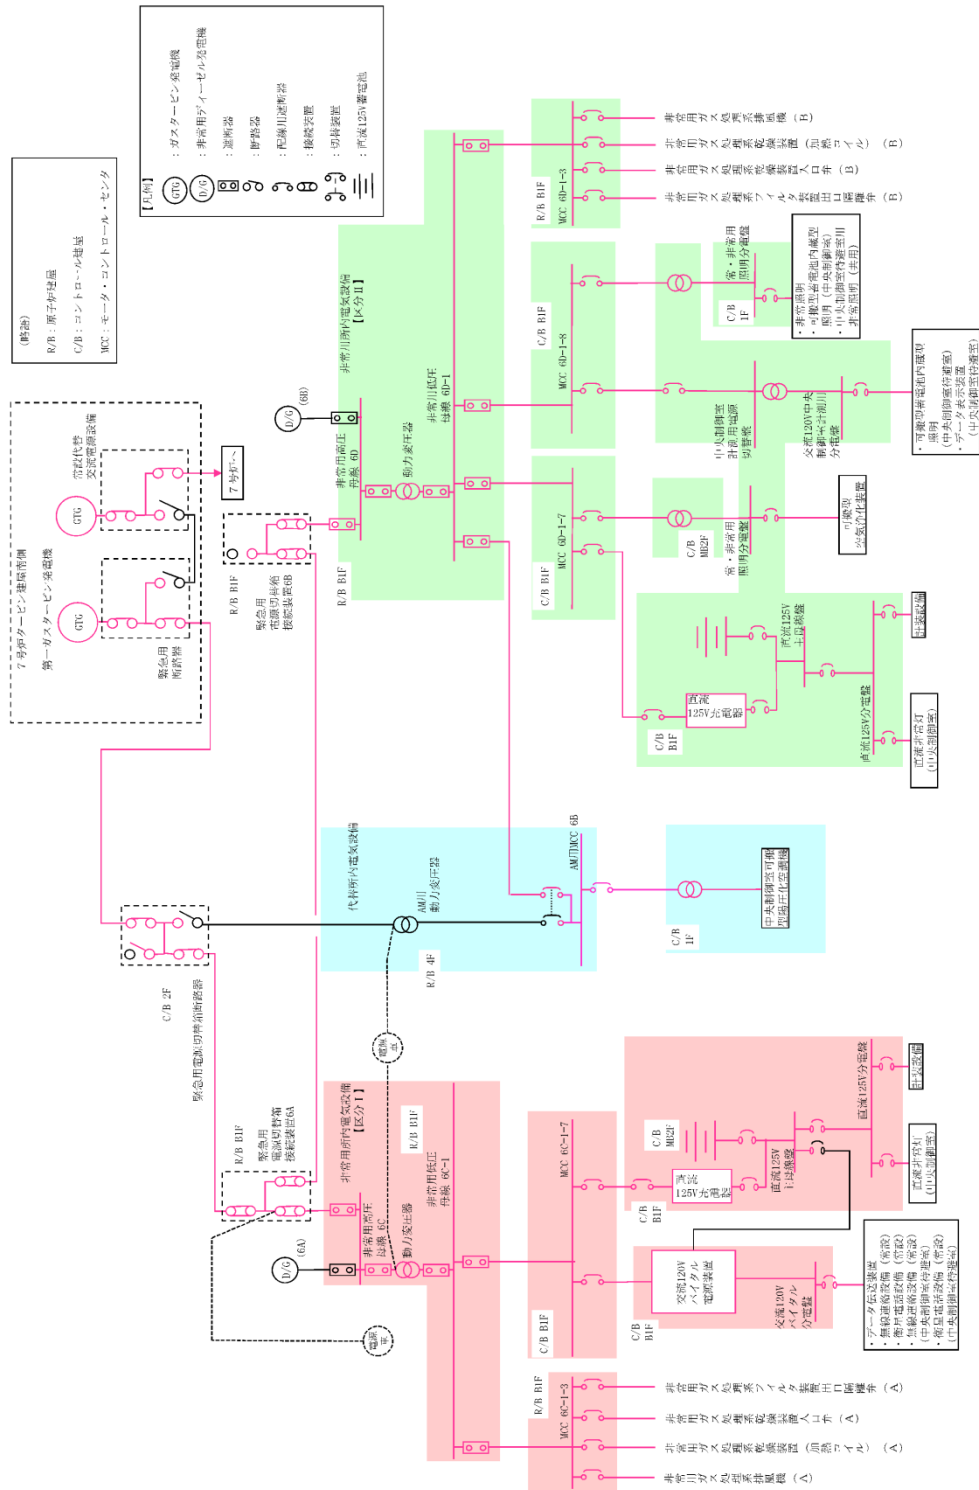 (略語)
R/B：原子炉建屋
C/B：コントロール建屋
MCC：モータ・コントロール・センタ
【凡例】
GTG：ガスタービン発電機
D/G：非常用ディーゼル発電機
：遮断器
：断路器
：配線用遮断器
：接続装置
：切替装置
：直流125V蓄電池
7号炉タービン建屋南側
第一ガスタービン発電機
常設代替
交流電源設備
GTG
GTG
緊急用
断路器
7号炉へ
C/B 2F
緊急用電源切替箱断路器
R/B B1F
緊急用
電源切替箱
接続装置6A
R/B B1F
緊急用
電源切替箱
接続装置6B
電源
車
電源
車
D/G
(6A)
非常用所内電気設備
【区分Ⅰ】
非常用高圧
母線 6C
動力変圧器
R/B B1F
非常用低圧
母線 6C-1
R/B B1F
MCC 6C-1-3
非常用ガス処理系排風機 (A)
非常用ガス処理系乾燥装置 (加熱コイル) (A)
非常用ガス処理系乾燥装置入口弁 (A)
非常用ガス処理系フィルタ装置出口隔離弁 (A)
C/B B1F
MCC 6C-1-7
C/B
B1F
交流120V
バイタル
電源装置
交流120V
バイタル
分電盤
・データ伝送装置
・無線連絡設備 (常設)
・衛星電話設備 (常設)
・無線連絡設備 (常設)
(中央制御室待避室)
・衛星電話設備 (常設)
(中央制御室待避室)
C/B
B1F
直流
125V充電器
C/B
MB2F
直流125V
主母線盤
直流125V分電盤
直流非常灯
(中央制御室)
計装設備
代替所内電気設備
AM用
動力変圧器
R/B 4F
AM用MCC 6B
C/B
1F
中央制御室可搬
型陽圧化空調機
D/G
(6B)
非常用所内電気設備
【区分Ⅱ】
非常用高圧
母線 6D
動力変圧器
R/B B1F
非常用低圧
母線 6D-1
C/B B1F
MCC 6D-1-7
C/B
B1F
直流
125V充電器
直流125V
主母線盤
直流125V分電盤
直流非常灯
(中央制御室)
計装設備
C/B
MB2F
常・非常用
照明分電盤
可搬型
空気浄化装置
C/B B1F
MCC 6D-1-8
中央制御室
計測用電源
切替盤
交流120V中央
制御室計測用
分電盤
・可搬型蓄電池内蔵型
照明
(中央制御室待避室)
・データ表示装置
(中央制御室待避室)
C/B
1F
常・非常用
照明分電盤
・非常照明
・可搬型蓄電池内蔵型
照明 (中央制御室)
・中央制御室待避室用
非常照明 (共用)
R/B B1F
MCC 6D-1-3
非常用ガス処理系フィルタ装置出口隔離弁 (B)
非常用ガス処理系乾燥装置入口弁 (B)
非常用ガス処理系乾燥装置 (加熱コイル) (B)
非常用ガス処理系排風機 (B)